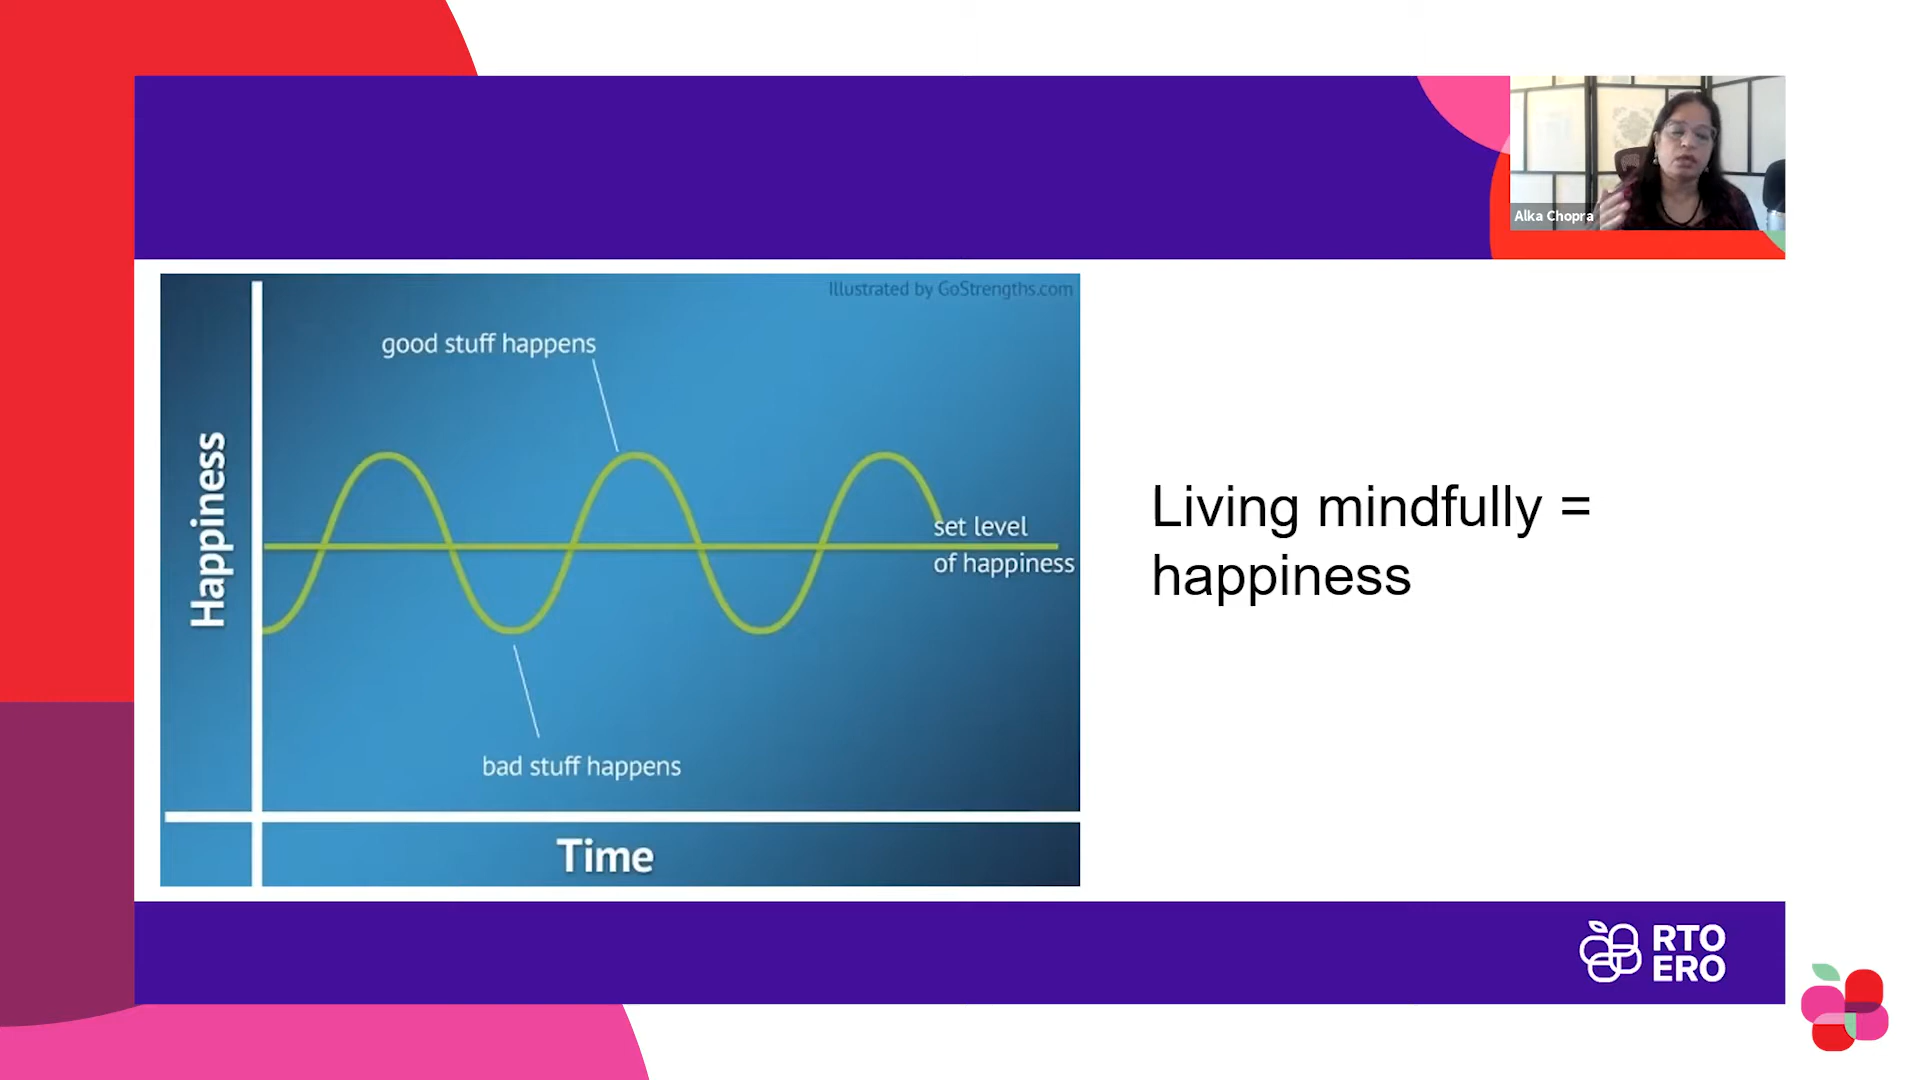 Alka Chopra
Illustrated by GoStrengths.com
good stuff happens
Happiness
set level
of happiness
bad stuff happens
Time
Living mindfully =
happiness
RTO
ERO